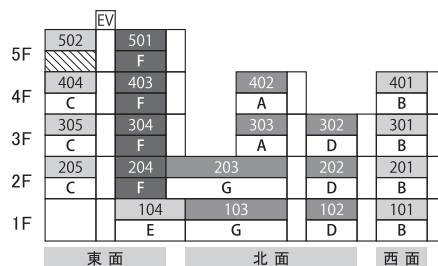 EV
502 501
5F
F
404 403 402 401
4F
C F A B
305 304 303 302 301
3F
C F A D B
205 204 203 202 201
2F
C F G D B
104 103 102 101
1F
E G D B
東面 北面 西面